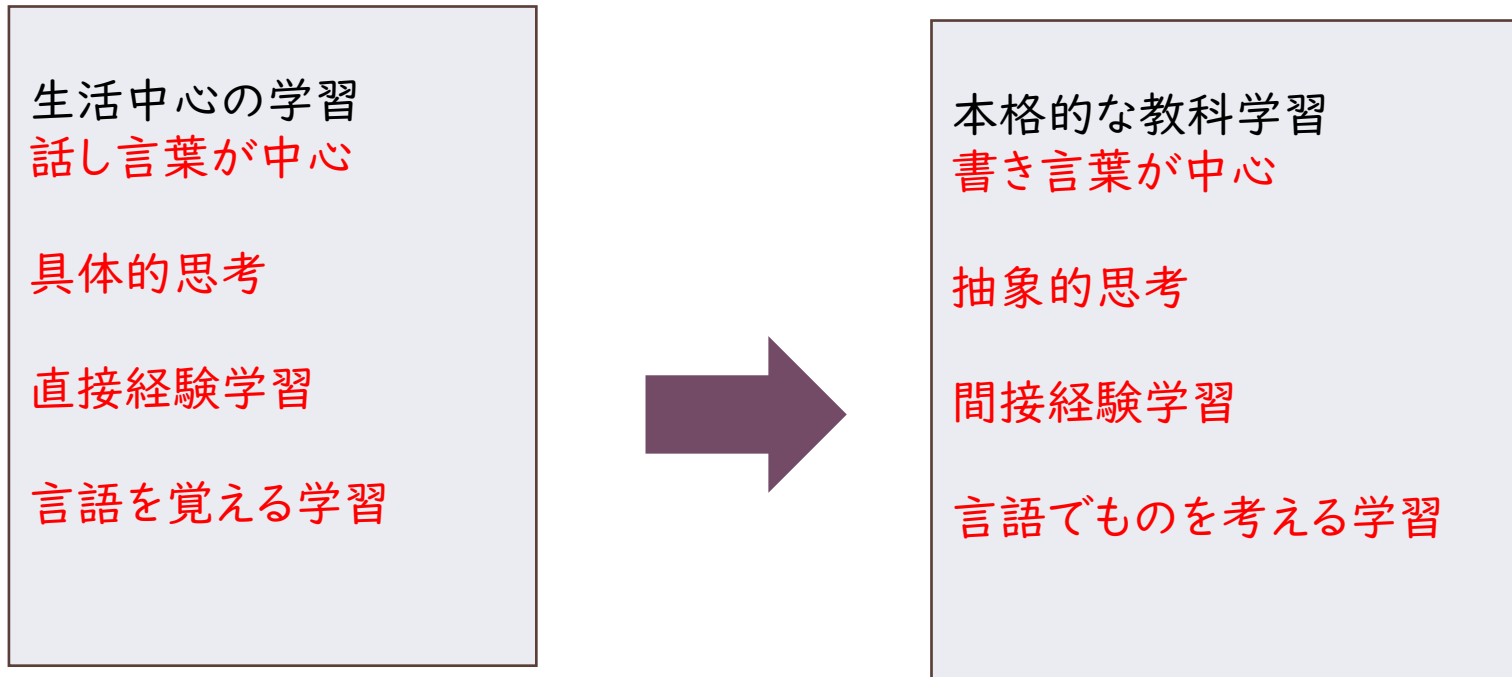 生活中心の学習
話し言葉が中心
具体的思考
直接経験学習
言語を覚える学習
本格的な教科学習
書き言葉が中心
抽象的思考
間接経験学習
言語でものを考える学習